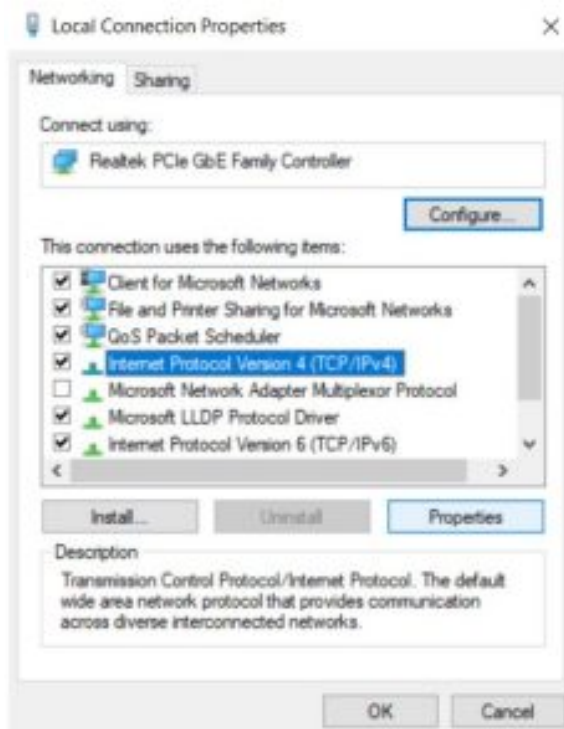 Local Connection Properties
Networking Sharing
Connect using:
Realtek PCIe GbE Family Controller
Configure...
This connection uses the following items:
Client for Microsoft Networks
File and Printer Sharing for Microsoft Networks
QoS Packet Scheduler
Internet Protocol Version 4 (TCP/IPv4)
Microsoft Network Adapter Multiplexor Protocol
Microsoft LLDP Protocol Driver
Internet Protocol Version 6 (TCP/IPv6)
Install... Uninstall Properties
Description
Transmission Control Protocol/Internet Protocol. The default
wide area network protocol that provides communication
across diverse interconnected networks.
OK Cancel